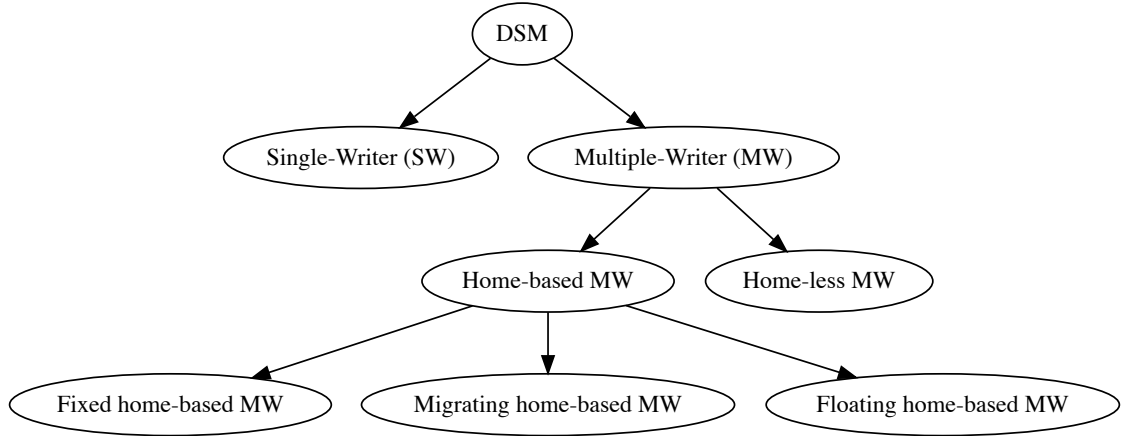 DSM
Single-Writer (SW)
Multiple-Writer (MW)
Home-based MW
Home-less MW
Fixed home-based MW
Migrating home-based MW
Floating home-based MW